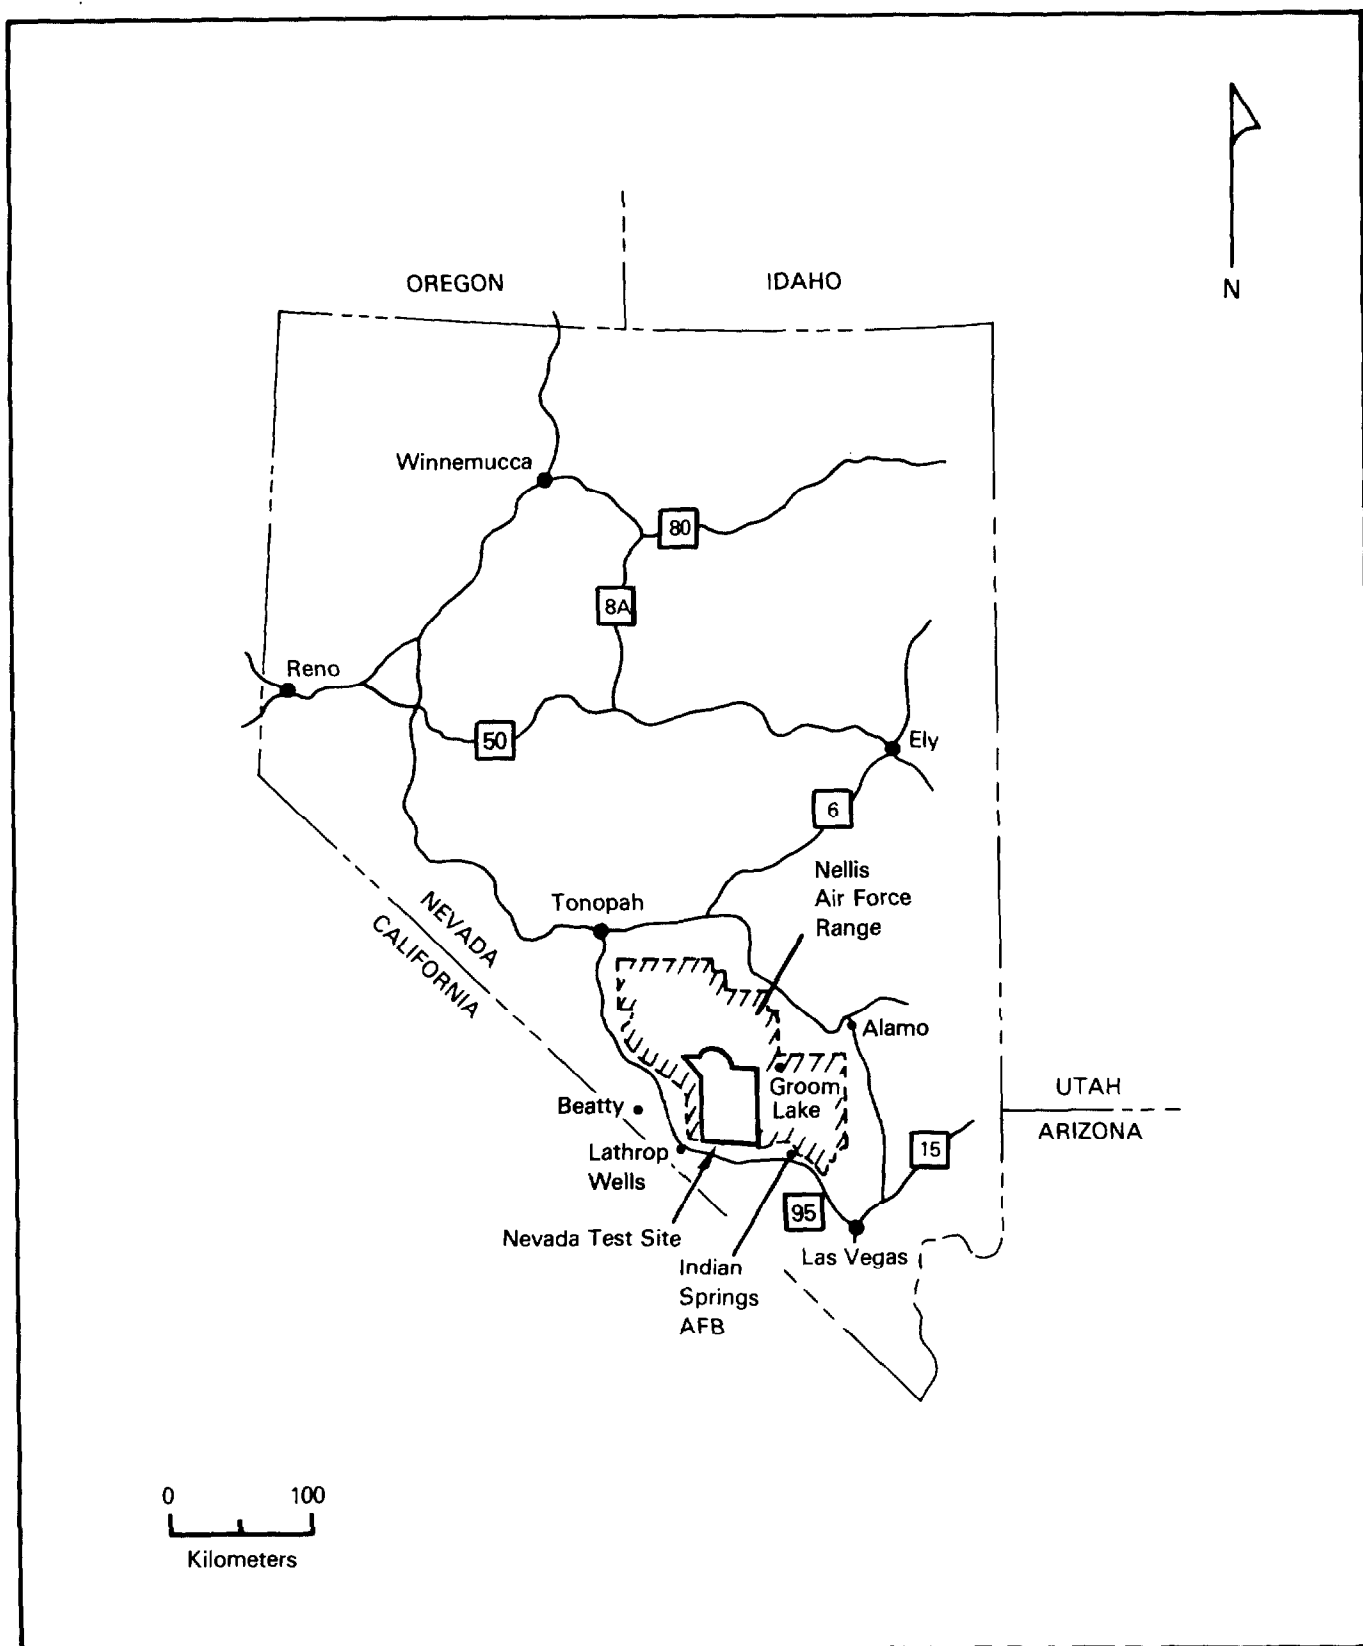 N
OREGON
IDAHO
Winnemucca
80
8A
Reno
50
Ely
6
Nellis
Air Force
Range
Tonopah
NEVADA
CALIFORNIA
Alamo
Groom
Lake
Beatty
UTAH
ARIZONA
Lathrop
Wells
15
95
Nevada Test Site
Las Vegas
Indian
Springs
AFB
0 100
Kilometers